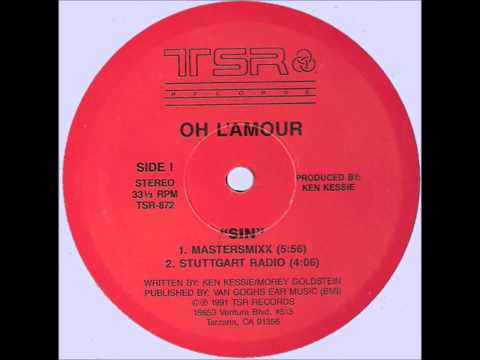 TSR
RECORDS
OH L'AMOUR
SIDE I
STEREO
33⅓ RPM
TSR-872
PRODUCED BY:
KEN KESSIE
"SIN"
1. MASTERSMIXX (5:56)
2. STUTTGART RADIO (4:06)
WRITTEN BY: KEN KESSIE/MOREY GOLDSTEIN
PUBLISHED BY: VAN GOGHS EAR MUSIC (BMI)
©℗ 1991 TSR RECORDS
18653 Ventura Blvd. #513
Tarzana, CA 91356